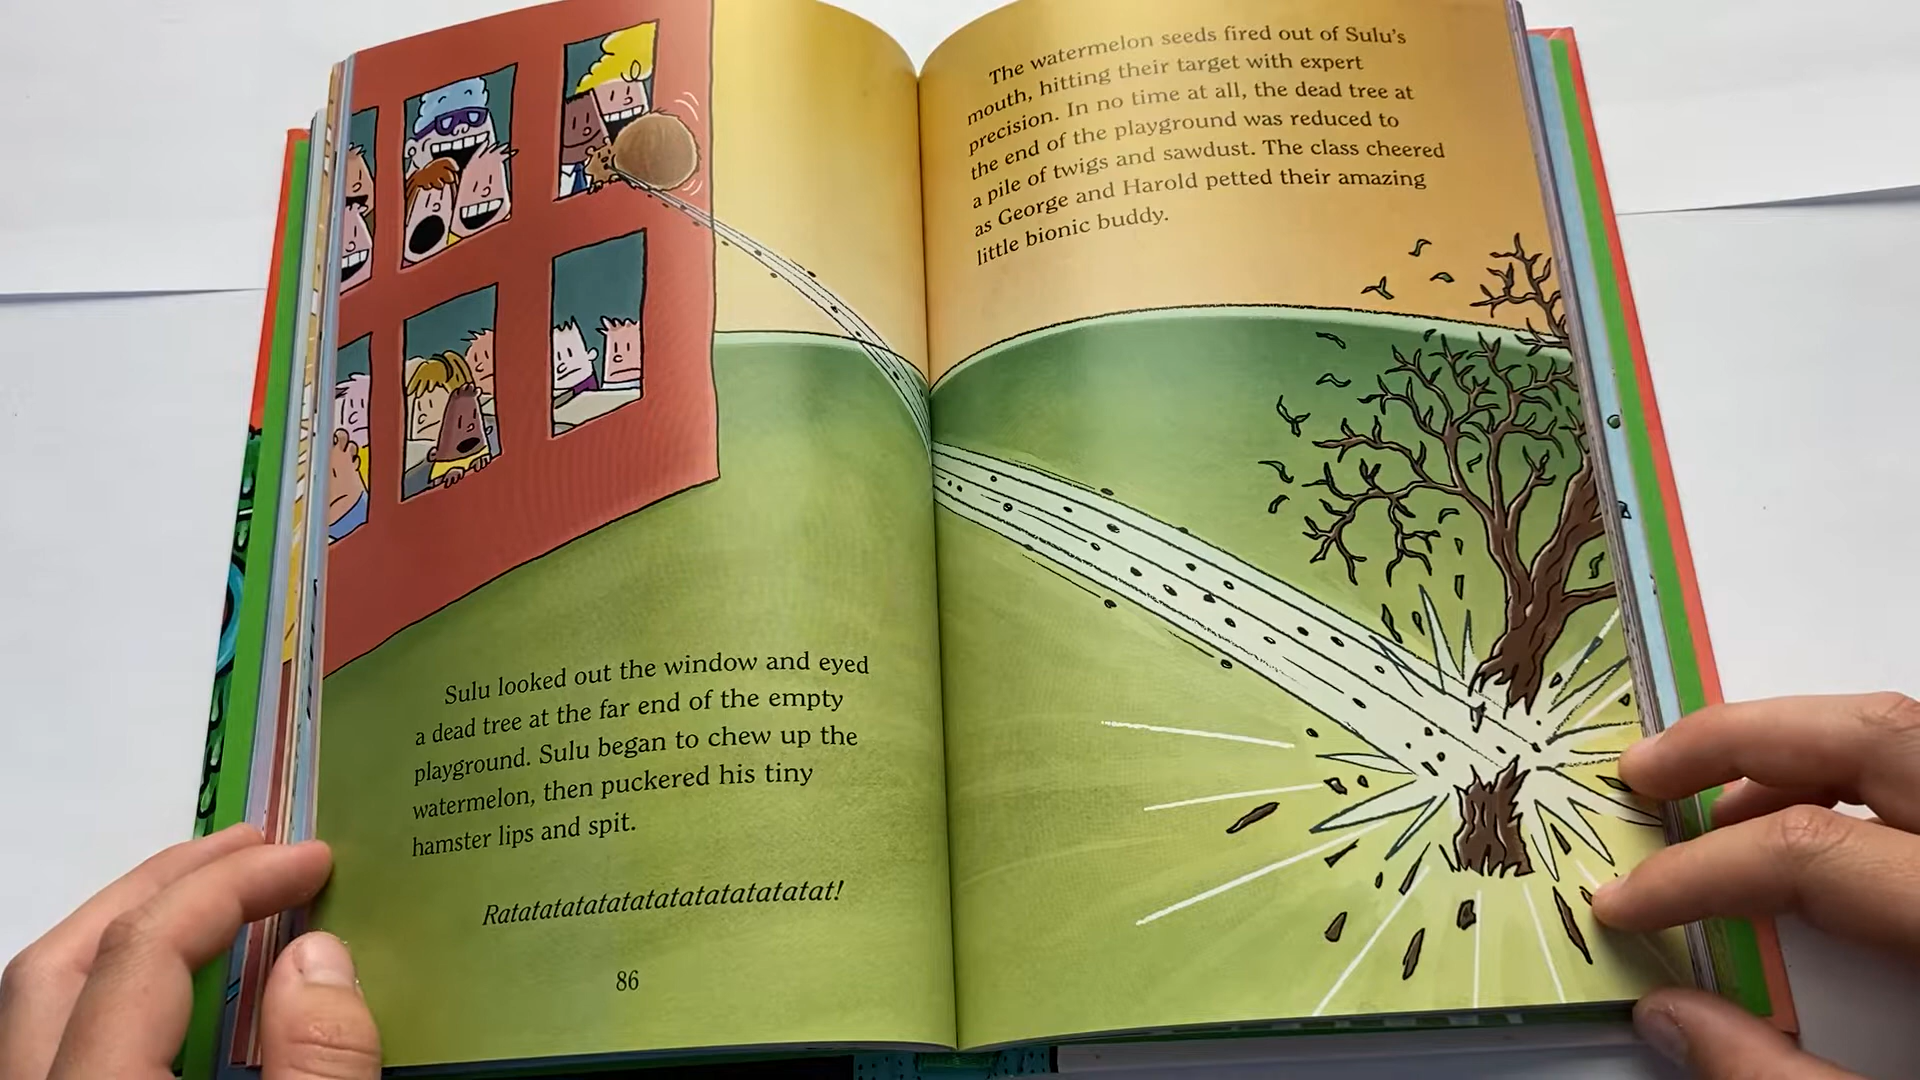 Sulu looked out the window and eyed
a dead tree at the far end of the empty
playground. Sulu began to chew up the
watermelon, then puckered his tiny
hamster lips and spit.
Ratatatatatatatatatatatatat!
86
The watermelon seeds fired out of Sulu’s
mouth, hitting their target with expert
precision. In no time at all, the dead tree at
the end of the playground was reduced to
a pile of twigs and sawdust. The class cheered
as George and Harold petted their amazing
little bionic buddy.